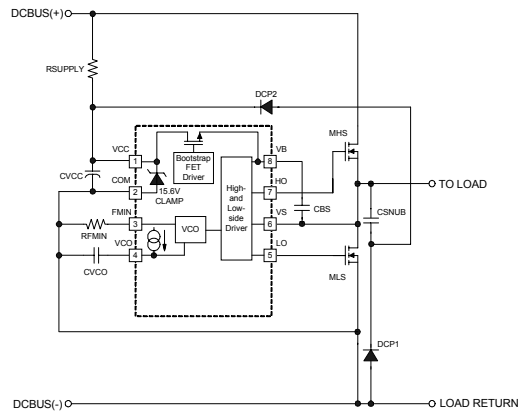 DCBUS(+)
RSUPPLY
DCP2
MHS
VCC
1
Bootstrap
FET
Driver
8
VB
CVCC
COM
2
15.6V
CLAMP
High-
and
Low-
side
Driver
7
HO
TO LOAD
CBS
CSNUB
FMIN
3
VCO
6
VS
RFMIN
VCO
4
5
LO
CVCO
MLS
DCP1
DCBUS(-)
LOAD RETURN